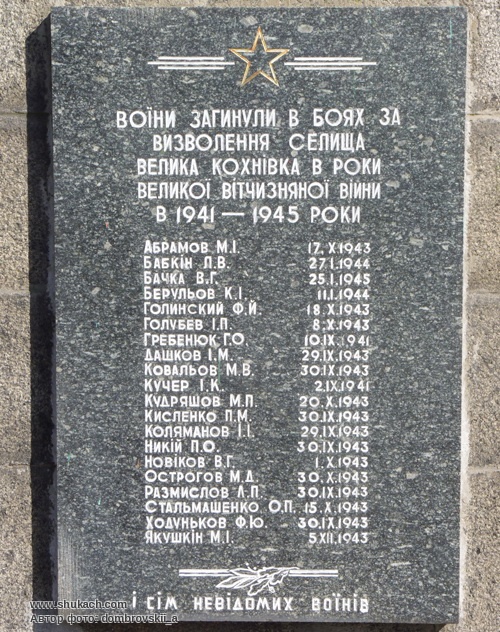 ВОЇНИ ЗАГИНУЛИ В БОЯХ ЗА
ВИЗВОЛЕННЯ СЕЛИЩА
ВЕЛИКА КОХНІВКА В РОКИ
ВЕЛИКОЇ ВІТЧИЗНЯНОЇ ВІЙНИ
В 1941 — 1945 РОКИ
АБРАМОВ М.І. 17.X.1943
БАБКІН Л.В. 27.I.1944
БАЧКА В.Г. 25.I.1945
БЕРУЛЬОВ К.І. 11.I.1944
ГОЛИНСКИЙ Ф.Й. 18.X.1943
ГОЛУБЕВ І.П. 8.X.1943
ГРЕБЕНЮК Г.О. 10.IX.1941
ДАШКОВ І.М. 29.IX.1943
КОВАЛЬОВ М.В. 30.IX.1943
КУЧЕР І.К. 2.IX.1941
КУДРЯШОВ М.П. 20.X.1943
КИСЛЕНКО П.М. 30.IX.1943
КОЛЯМАНОВ І.І. 29.IX.1943
НИКІЙ П.О. 30.IX.1943
НОВІКОВ В.Г. 1.X.1943
ОСТРОГОВ М.Д. 30.X.1943
РАЗМИСЛОВ Л.П. 30.IX.1943
СТАЛЬМАШЕНКО О.П. 15.X.1943
ХОДУНЬКОВ Ф.Ю. 30.IX.1943
ЯКУШКІН М.І. 5.XII.1943
І СІМ НЕВІДОМИХ ВОЇНІВ
www.shukach.com
Автор фото: dombrovskii_a